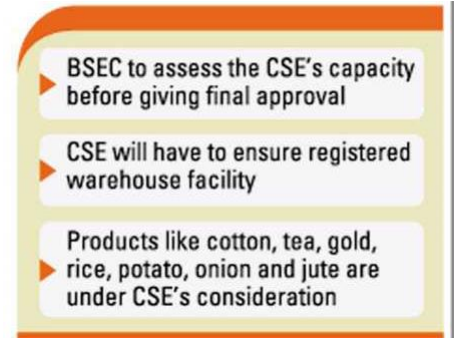 BSEC to assess the CSE's capacity
before giving final approval
CSE will have to ensure registered
warehouse facility
Products like cotton, tea, gold,
rice, potato, onion and jute are
under CSE's consideration